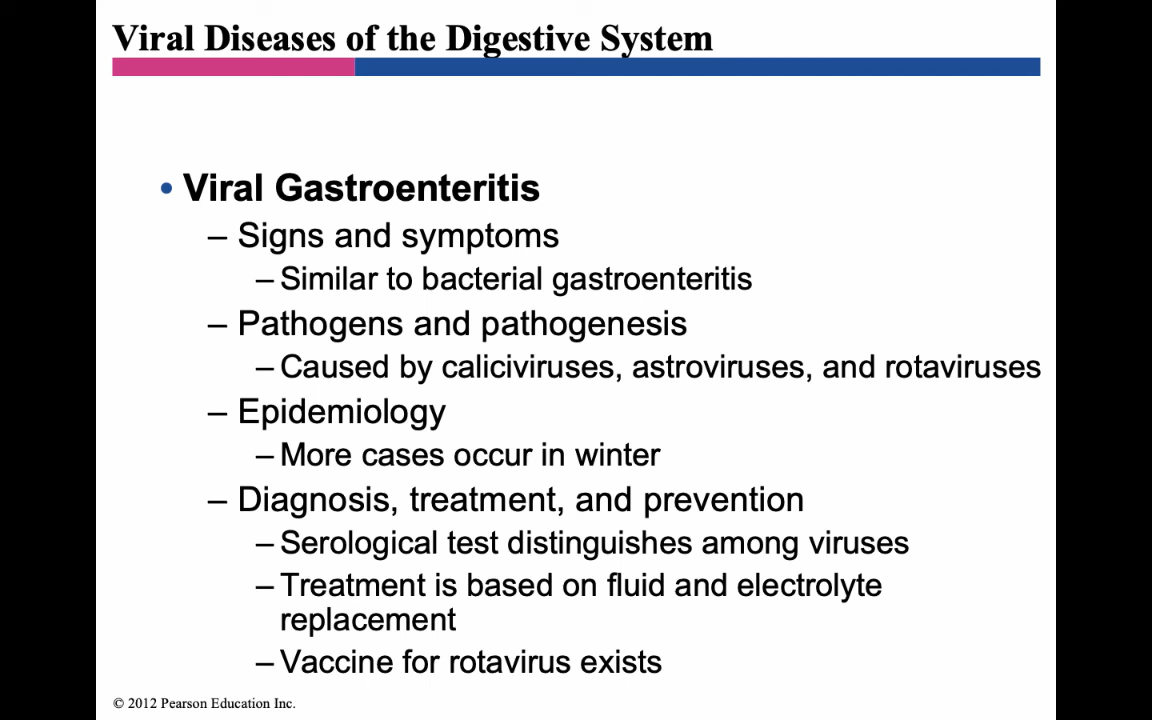 Viral Diseases of the Digestive System
• Viral Gastroenteritis
– Signs and symptoms
– Similar to bacterial gastroenteritis
– Pathogens and pathogenesis
– Caused by caliciviruses, astroviruses, and rotaviruses
– Epidemiology
– More cases occur in winter
– Diagnosis, treatment, and prevention
– Serological test distinguishes among viruses
– Treatment is based on fluid and electrolyte
replacement
– Vaccine for rotavirus exists
© 2012 Pearson Education Inc.